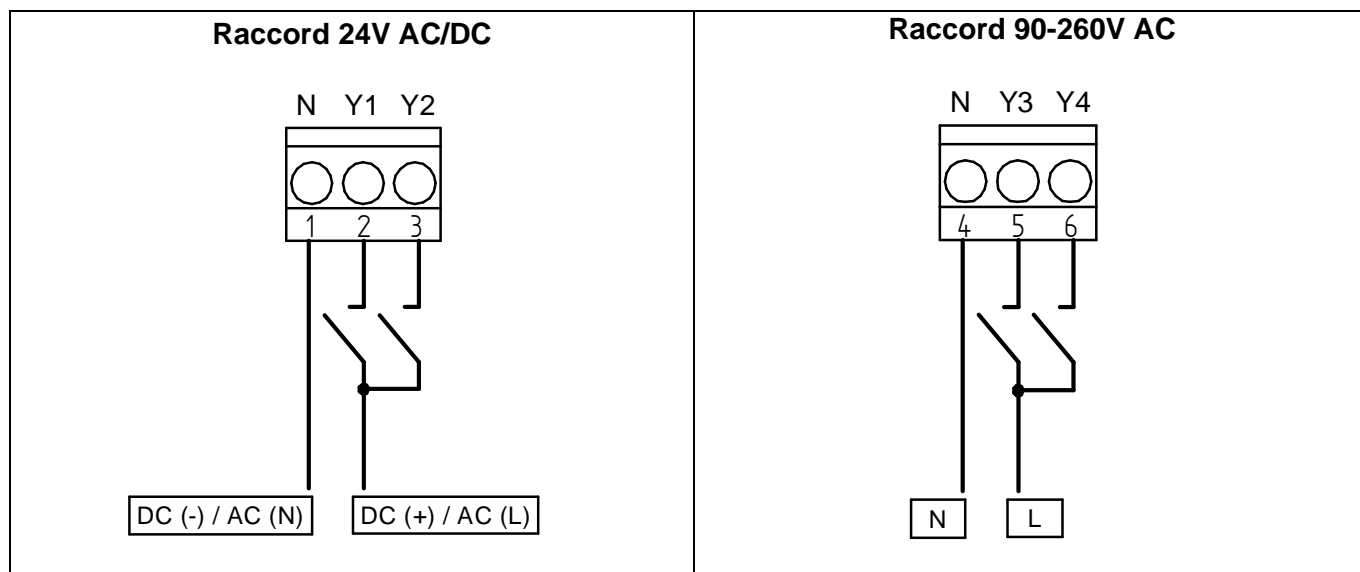 Raccord 24V AC/DC
N Y1 Y2
1 2 3
DC (-) / AC (N) DC (+) / AC (L)
Raccord 90-260V AC
N Y3 Y4
4 5 6
N L